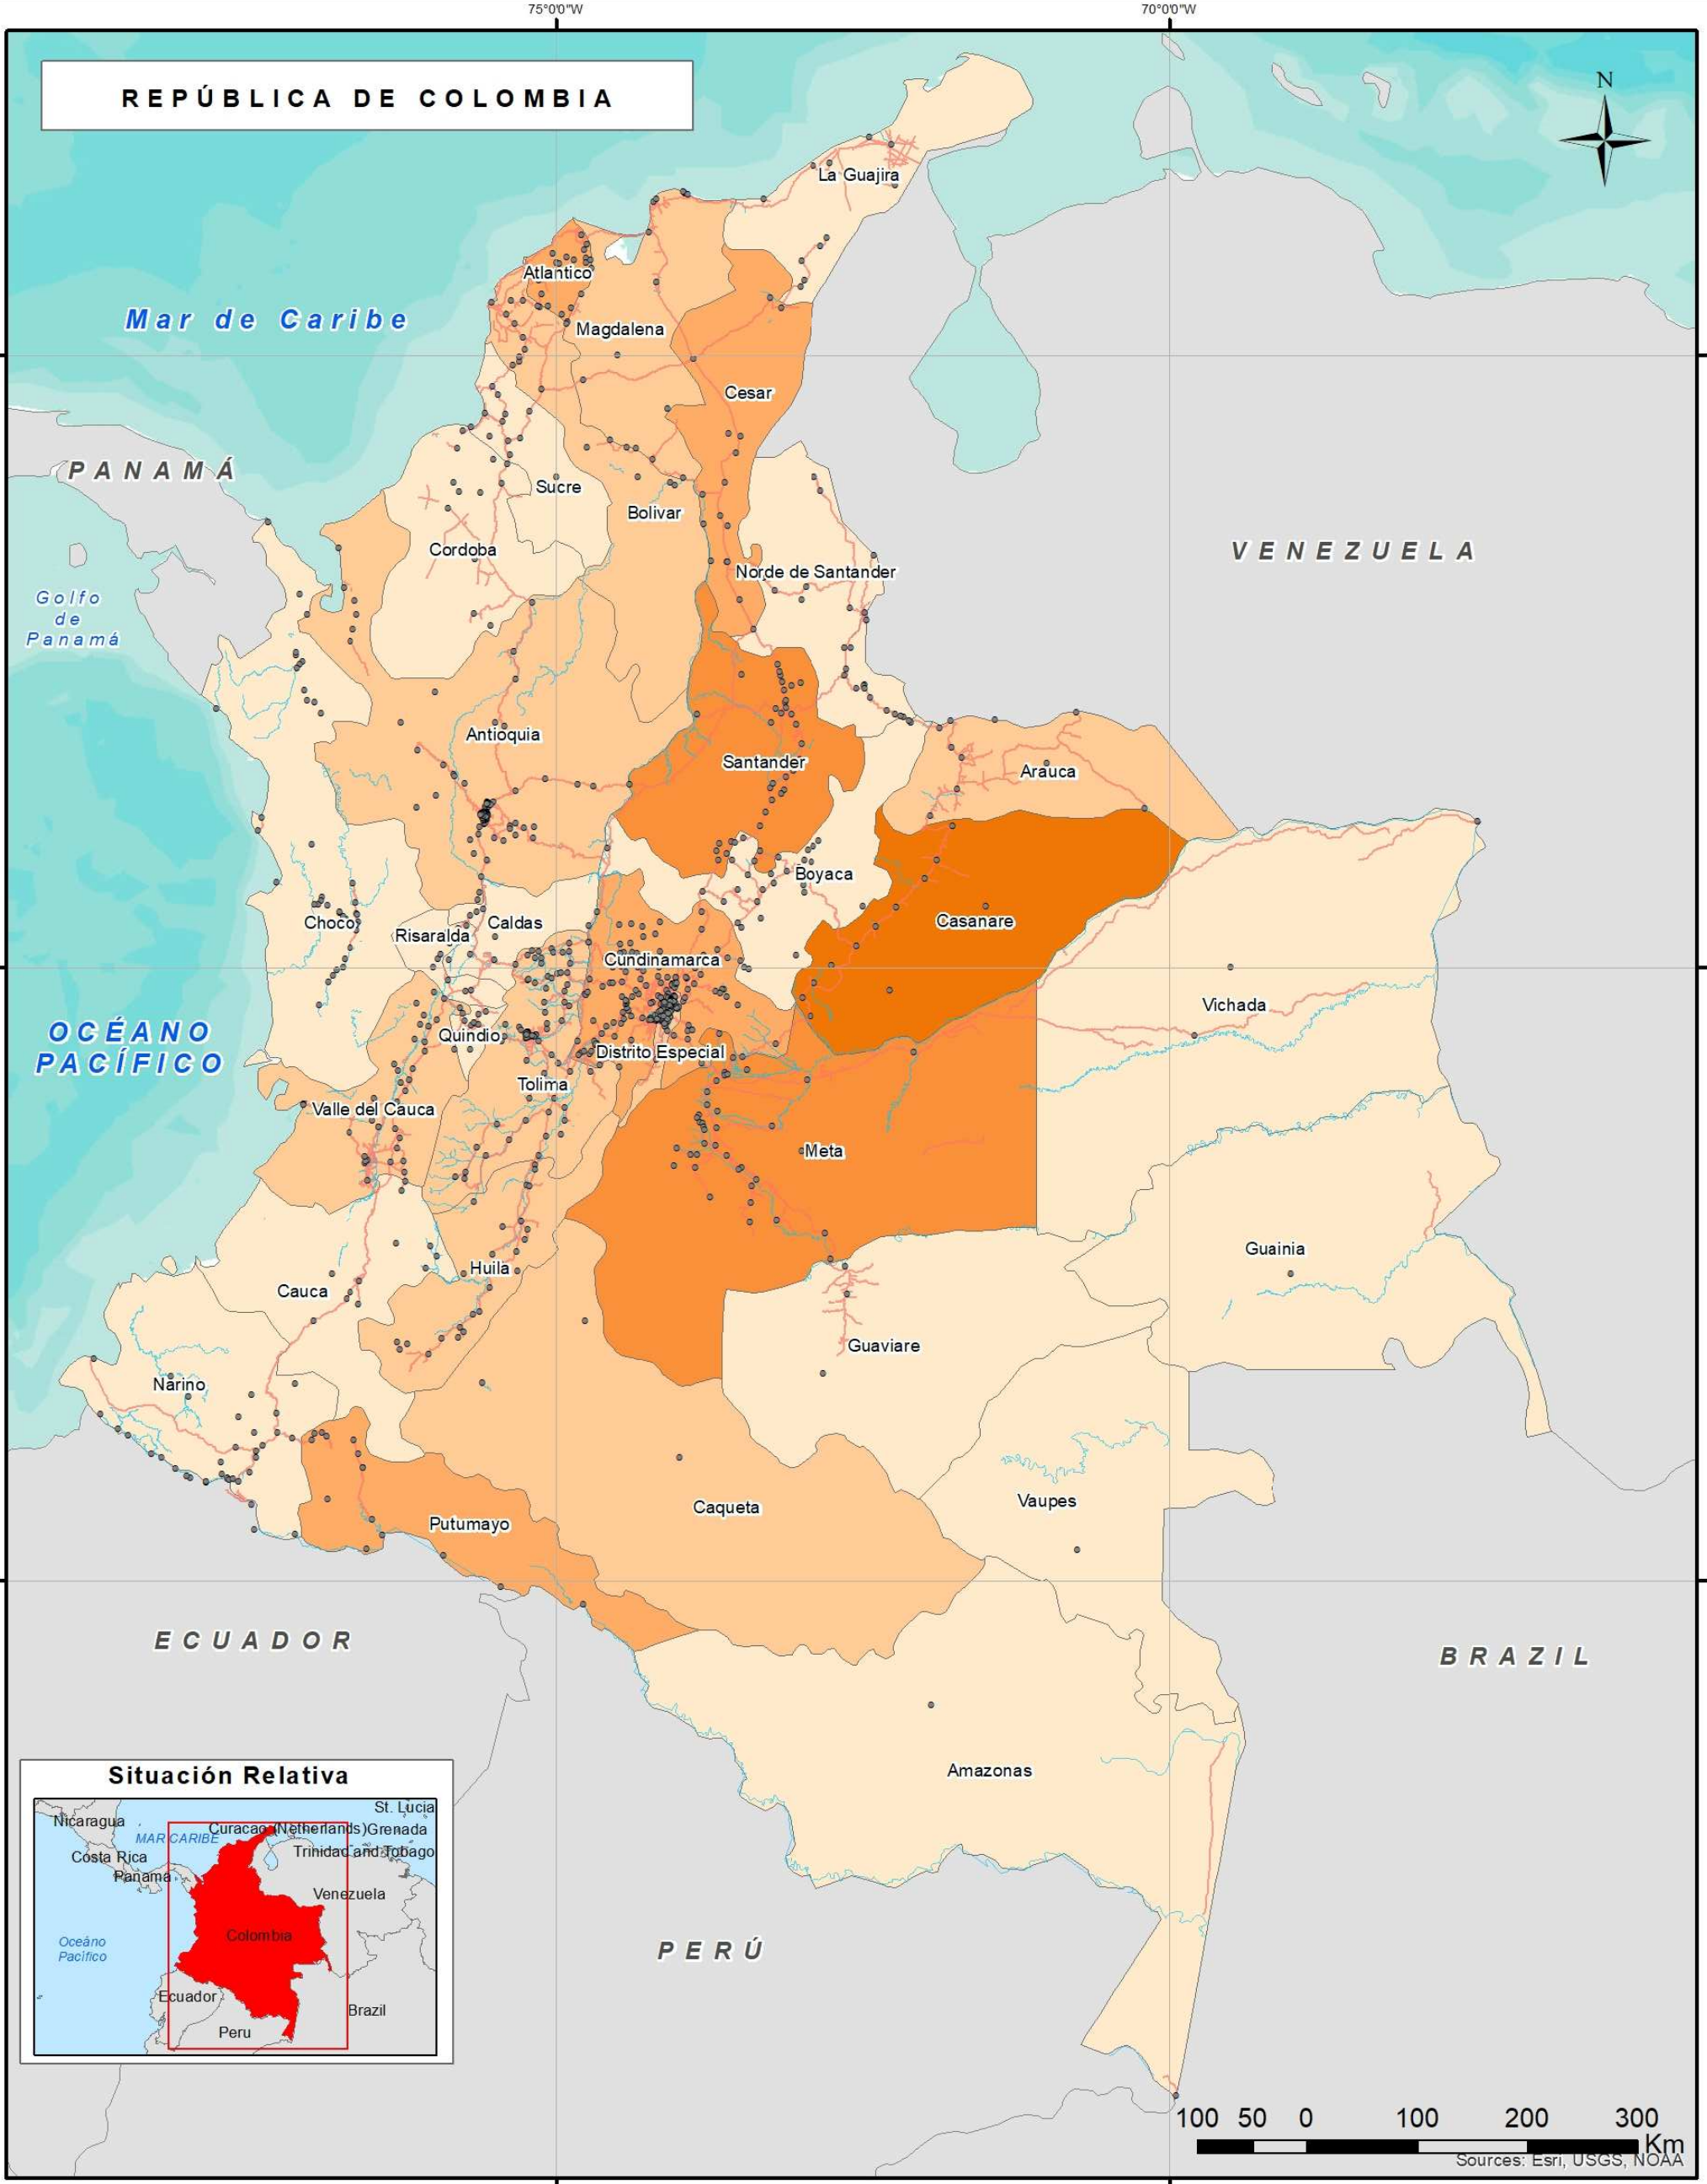 75°0'0"W
70°0'0"W
REPÚBLICA DE COLOMBIA
N
La Guajira
Atlantico
Mar de Caribe
Magdalena
Cesar
PANAMÁ
Sucre
Bolivar
VENEZUELA
Cordoba
Norde de Santander
Golfo
de
Panamá
Antioquia
Santander
Arauca
Boyaca
Choco
Caldas
Casanare
Risaralda
Cundinamarca
Vichada
OCÉANO
PACÍFICO
Quindio
Distrito Especial
Tolima
Valle del Cauca
Meta
Guainia
Huila
Cauca
Guaviare
Narino
Vaupes
Caqueta
Putumayo
ECUADOR
BRAZIL
Amazonas
Situación Relativa
St. Lucia
Nicaragua
Curacao (Netherlands)
Grenada
MAR CARIBE
Costa Rica
Trinidad and Tobago
Panama
Venezuela
Colombia
Oceáno
Pacífico
Ecuador
Brazil
Peru
PERÚ
100 50 0 100 200 300
Km
Sources: Esri, USGS, NOAA